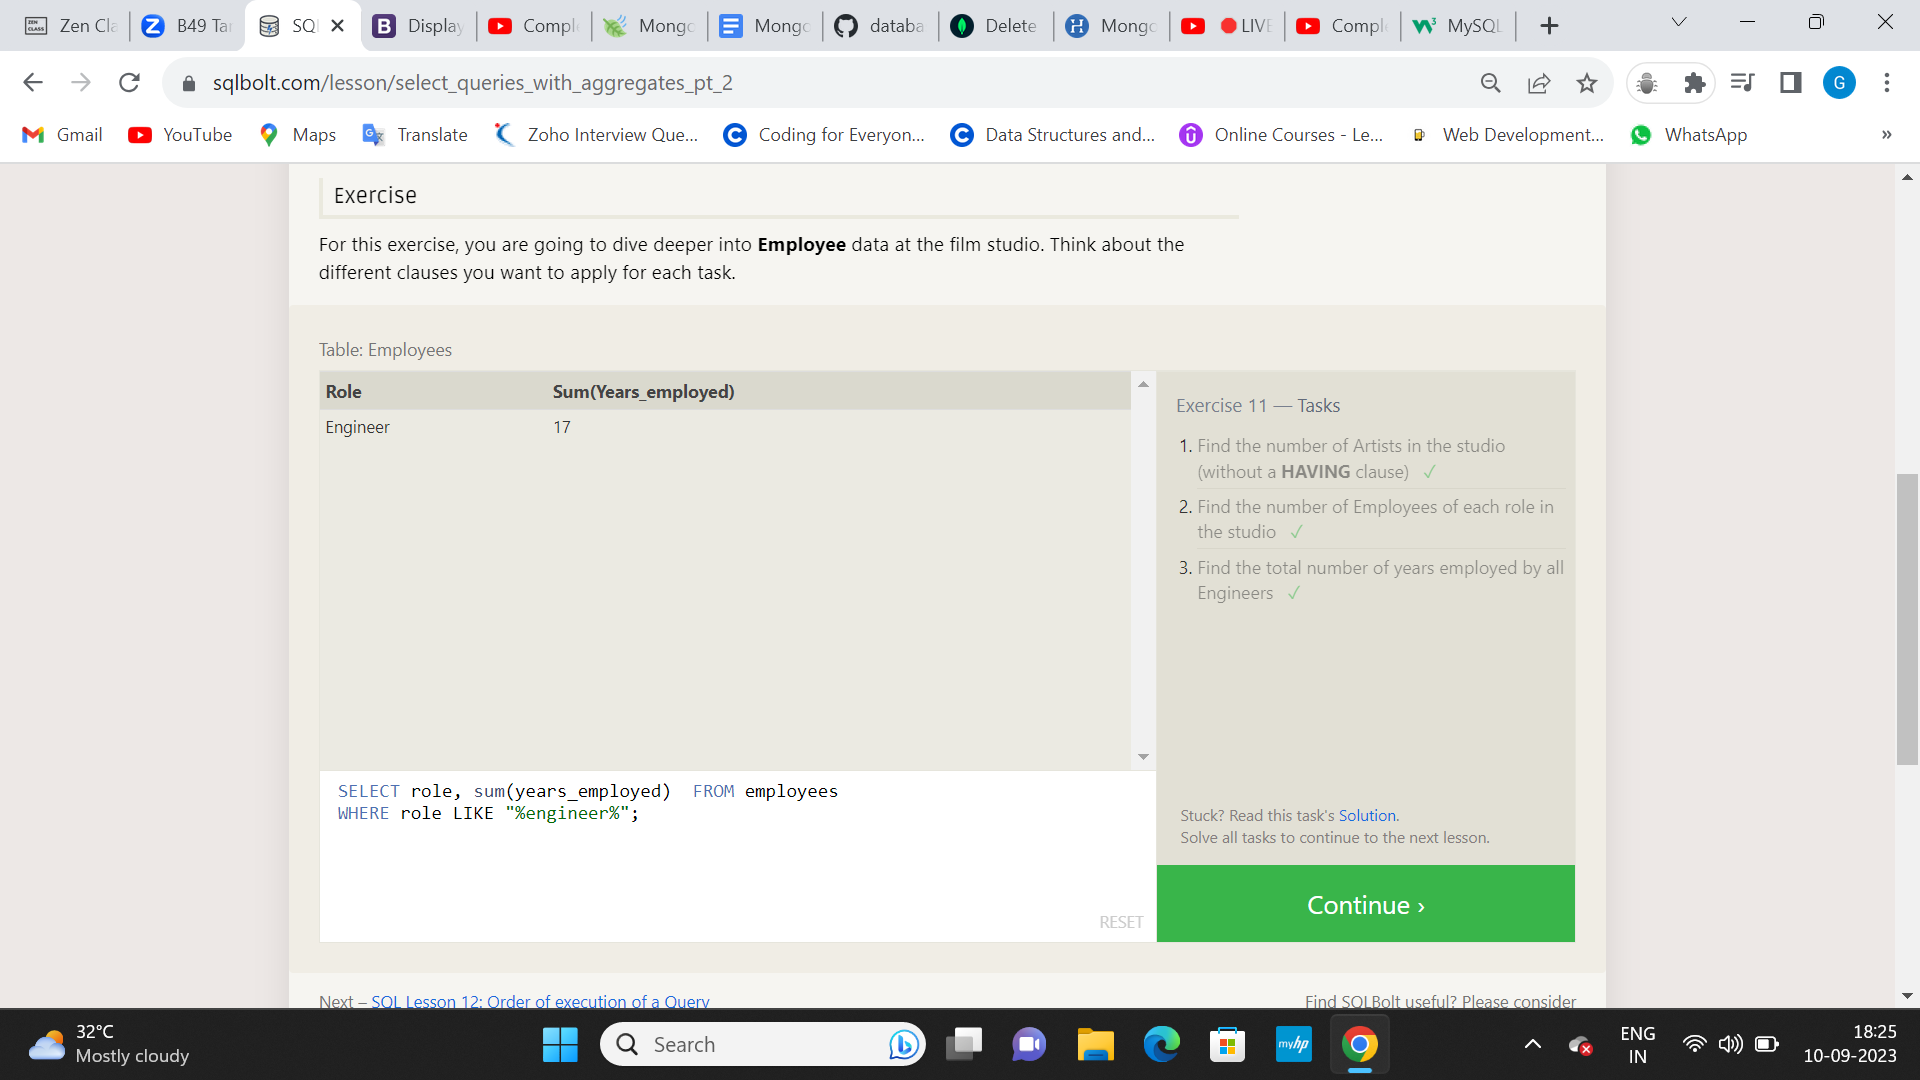 Zen Cla
B49 Tar
SQL
Display
Comple
Mongo
Mongo
databa
Delete
Mongo
LIVE
Comple
MySQL
sqlbolt.com/lesson/select_queries_with_aggregates_pt_2
G
Gmail
YouTube
Maps
Translate
Zoho Interview Que...
Coding for Everyon...
Data Structures and...
Online Courses - Le...
Web Development...
WhatsApp
»
Exercise
For this exercise, you are going to dive deeper into Employee data at the film studio. Think about the
different clauses you want to apply for each task.
Table: Employees
Role Sum(Years_employed)
Engineer 17
SELECT role, sum(years_employed)  FROM employees
WHERE role LIKE "%engineer%";
RESET
Exercise 11 — Tasks
1. Find the number of Artists in the studio
(without a HAVING clause) ✓
2. Find the number of Employees of each role in
the studio ✓
3. Find the total number of years employed by all
Engineers ✓
Stuck? Read this task's Solution.
Solve all tasks to continue to the next lesson.
Continue ›
Next – SQL Lesson 12: Order of execution of a Query
Find SQLBolt useful? Please consider
32°C
Mostly cloudy
Search
myhp
ENG
IN
18:25
10-09-2023